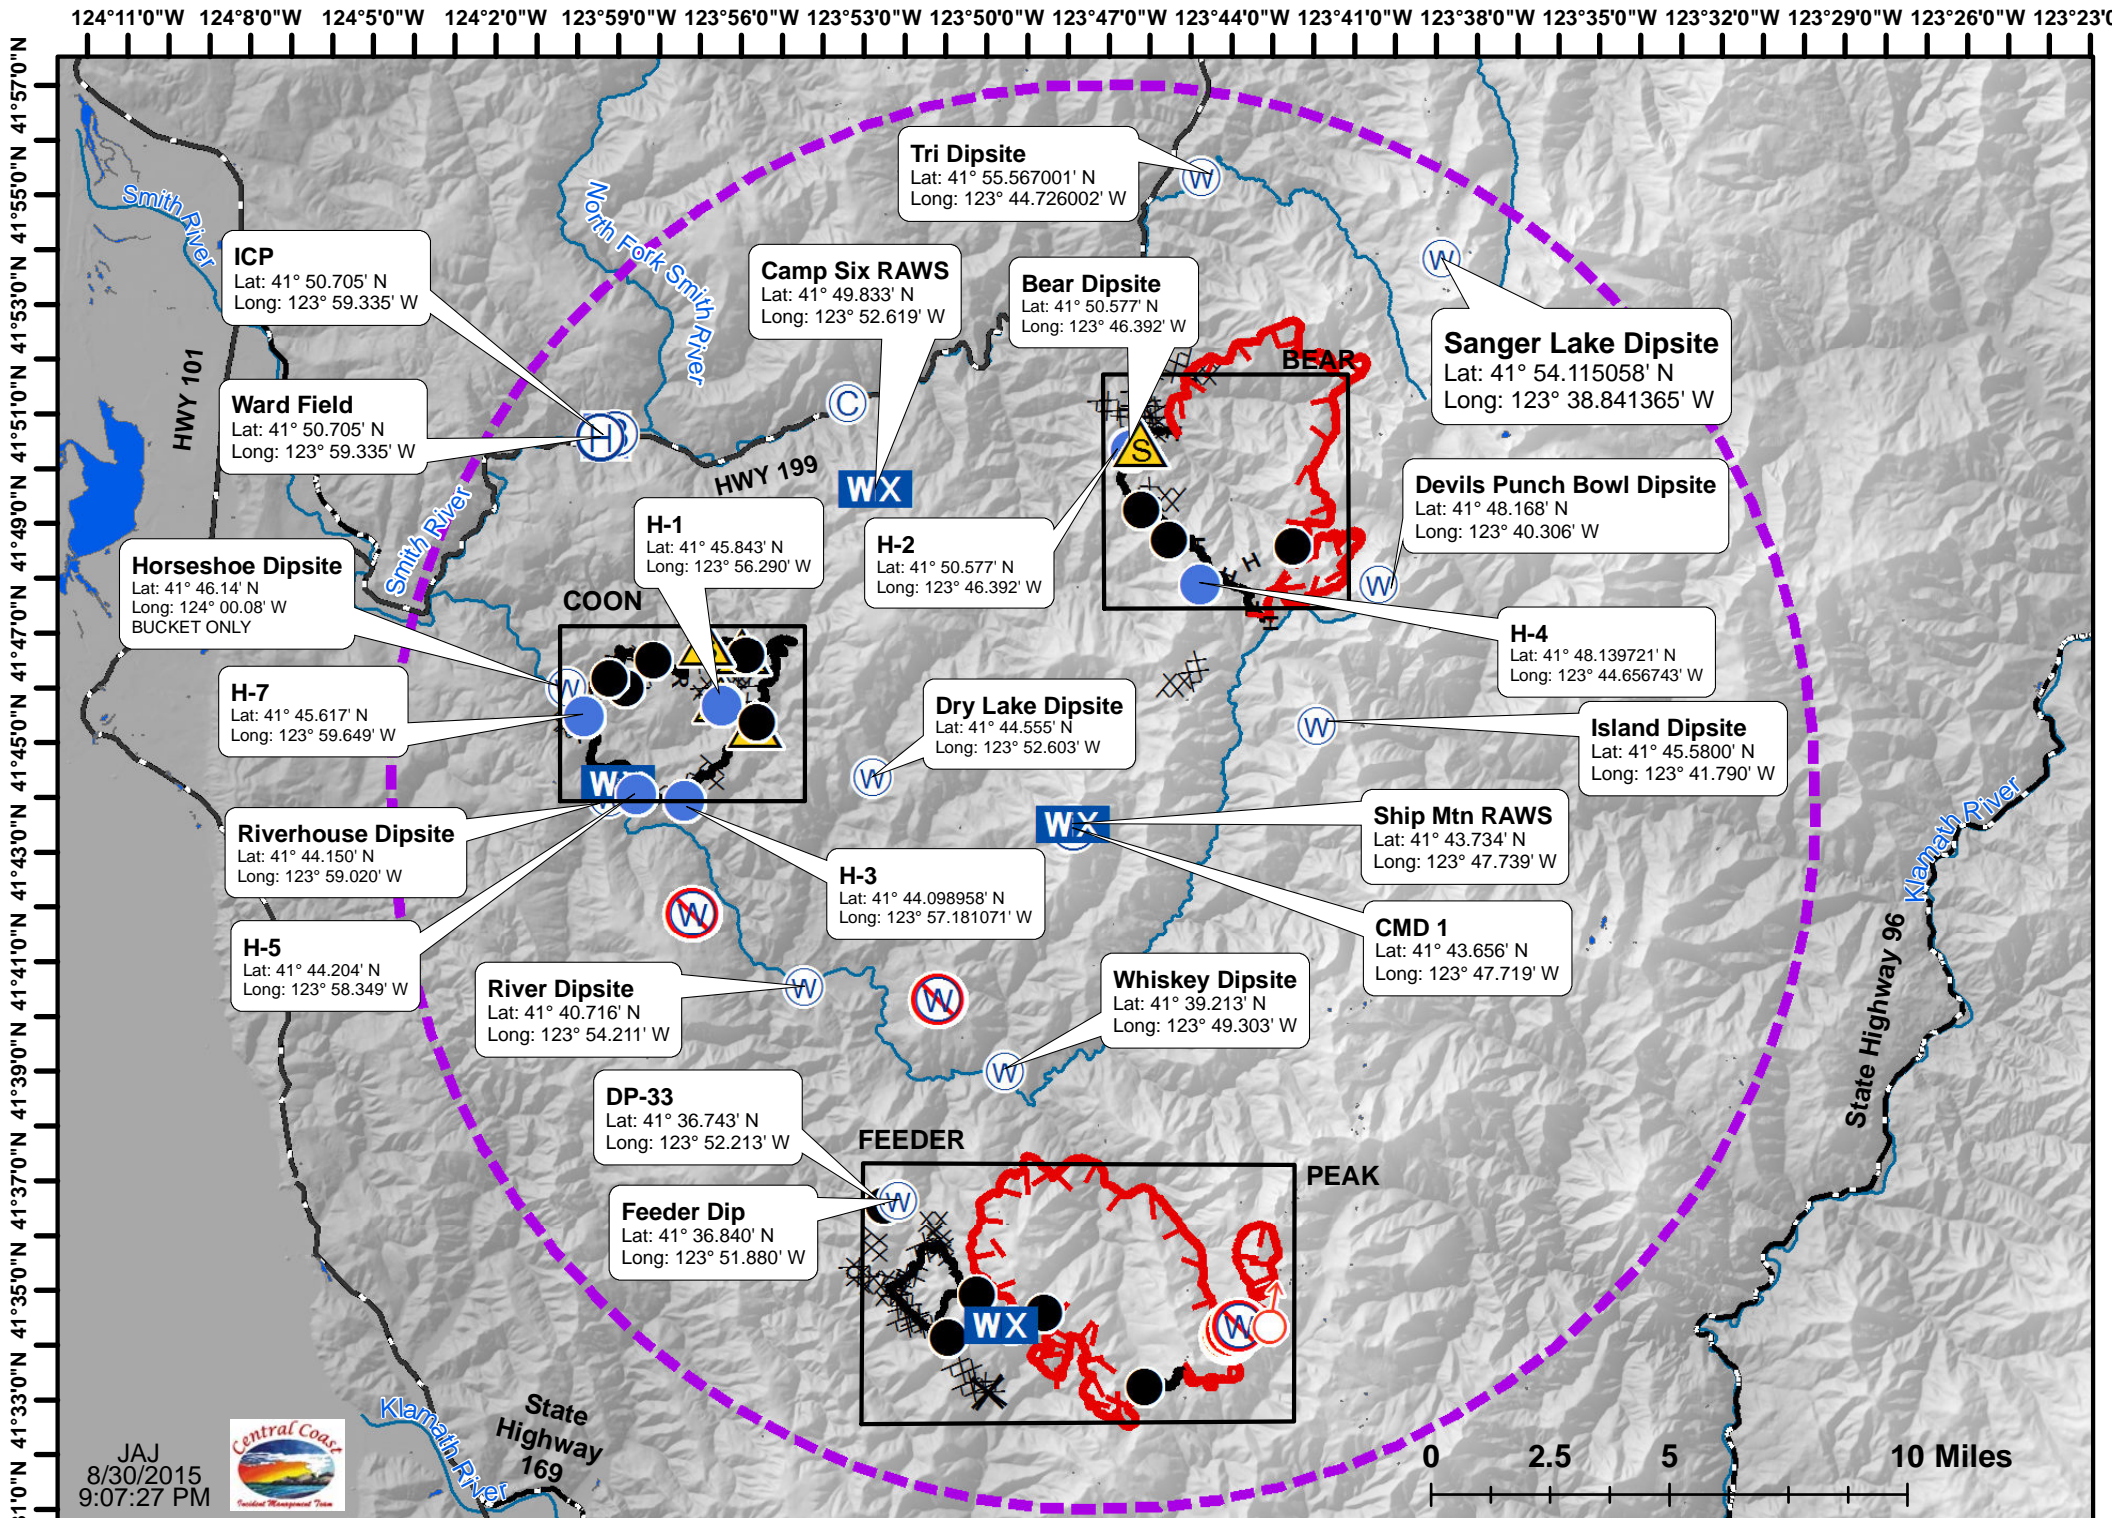 124°11'0"W 124°8'0"W 124°5'0"W 124°2'0"W 123°59'0"W 123°56'0"W 123°53'0"W 123°50'0"W 123°47'0"W 123°44'0"W 123°41'0"W 123°38'0"W 123°35'0"W 123°32'0"W 123°29'0"W 123°26'0"W
41°57'0"N
41°55'0"N
41°53'0"N
41°51'0"N
41°49'0"N
41°47'0"N
41°45'0"N
41°43'0"N
41°41'0"N
41°39'0"N
41°37'0"N
41°35'0"N
41°33'0"N
Tri Dipsite
Lat: 41° 55.567001' N
Long: 123° 44.726002' W
W
Smith River
North Fork Smith River
ICP
Lat: 41° 50.705' N
Long: 123° 59.335' W
Camp Six RAWS
Lat: 41° 49.833' N
Long: 123° 52.619' W
Bear Dipsite
Lat: 41° 50.577' N
Long: 123° 46.392' W
W
Sanger Lake Dipsite
Lat: 41° 54.115058' N
Long: 123° 38.841365' W
BEAR
HWY 101
Ward Field
Lat: 41° 50.705' N
Long: 123° 59.335' W
H
C
S
HWY 199
WX
Smith River
H-1
Lat: 41° 45.843' N
Long: 123° 56.290' W
H-2
Lat: 41° 50.577' N
Long: 123° 46.392' W
Devils Punch Bowl Dipsite
Lat: 41° 48.168' N
Long: 123° 40.306' W
W
H
Horseshoe Dipsite
Lat: 41° 46.14' N
Long: 124° 00.08' W
BUCKET ONLY
COON
W
H-4
Lat: 41° 48.139721' N
Long: 123° 44.656743' W
H-7
Lat: 41° 45.617' N
Long: 123° 59.649' W
Dry Lake Dipsite
Lat: 41° 44.555' N
Long: 123° 52.603' W
W
W
Island Dipsite
Lat: 41° 45.5800' N
Long: 123° 41.790' W
Riverhouse Dipsite
Lat: 41° 44.150' N
Long: 123° 59.020' W
WX
Ship Mtn RAWS
Lat: 41° 43.734' N
Long: 123° 47.739' W
Klamath River
H-3
Lat: 41° 44.098958' N
Long: 123° 57.181071' W
W
CMD 1
Lat: 41° 43.656' N
Long: 123° 47.719' W
H-5
Lat: 41° 44.204' N
Long: 123° 58.349' W
State Highway 96
River Dipsite
Lat: 41° 40.716' N
Long: 123° 54.211' W
W
W
Whiskey Dipsite
Lat: 41° 39.213' N
Long: 123° 49.303' W
W
DP-33
Lat: 41° 36.743' N
Long: 123° 52.213' W
FEEDER
PEAK
Feeder Dip
Lat: 41° 36.840' N
Long: 123° 51.880' W
W
WX
W
Klamath River
State
Highway
169
JAJ
8/30/2015
9:07:27 PM
Central Coast
Incident Management Team
0 2.5 5 10 Miles